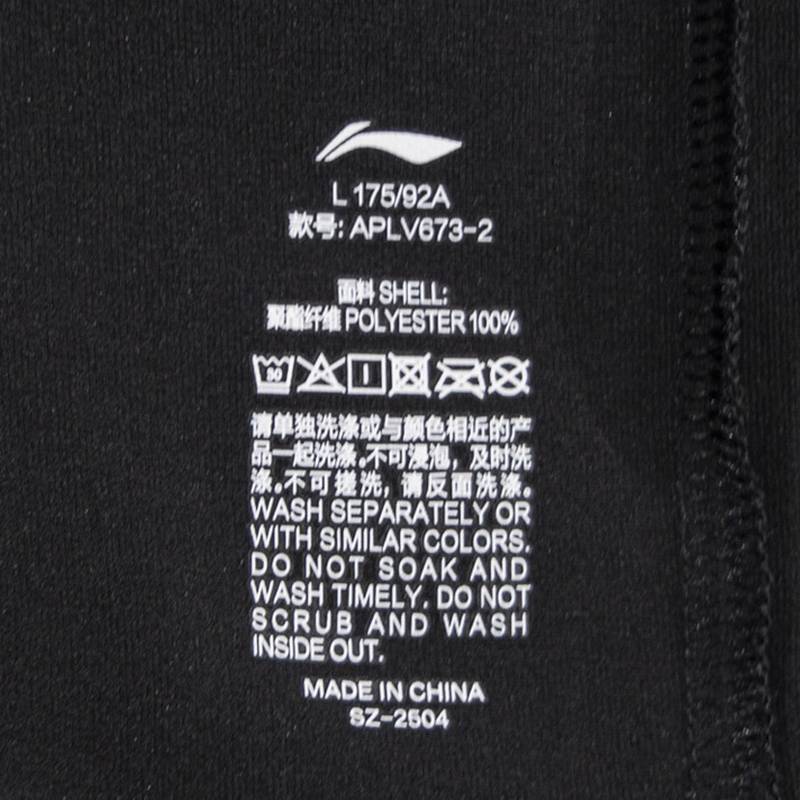 L 175/92A
款号: APLV673-2
面料 SHELL:
聚酯纤维 POLYESTER 100%
30
请单独洗涤或与颜色相近的产
品一起洗涤。不可浸泡，及时洗
涤。不可搓洗，请反面洗涤。
WASH SEPARATELY OR
WITH SIMILAR COLORS.
DO NOT SOAK AND
WASH TIMELY. DO NOT
SCRUB AND WASH
INSIDE OUT.
MADE IN CHINA
SZ-2504